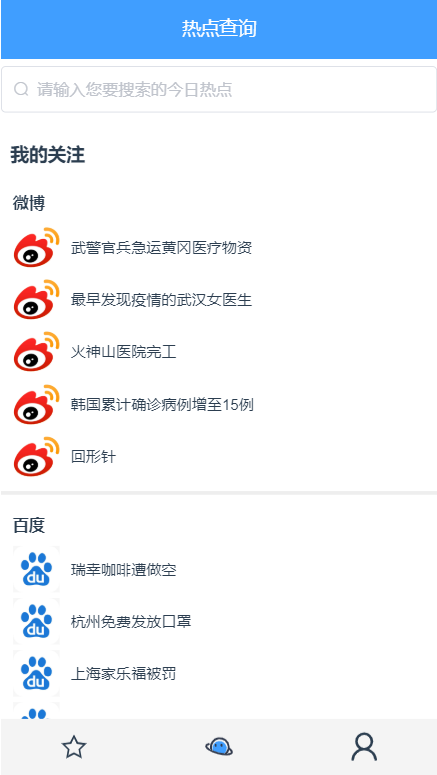 热点查询
请输入您要搜索的今日热点
我的关注
微博
武警官兵急运黄冈医疗物资
最早发现疫情的武汉女医生
火神山医院完工
韩国累计确诊病例增至15例
回形针
百度
du 瑞幸咖啡遭做空
du 杭州免费发放口罩
du 上海家乐福被罚